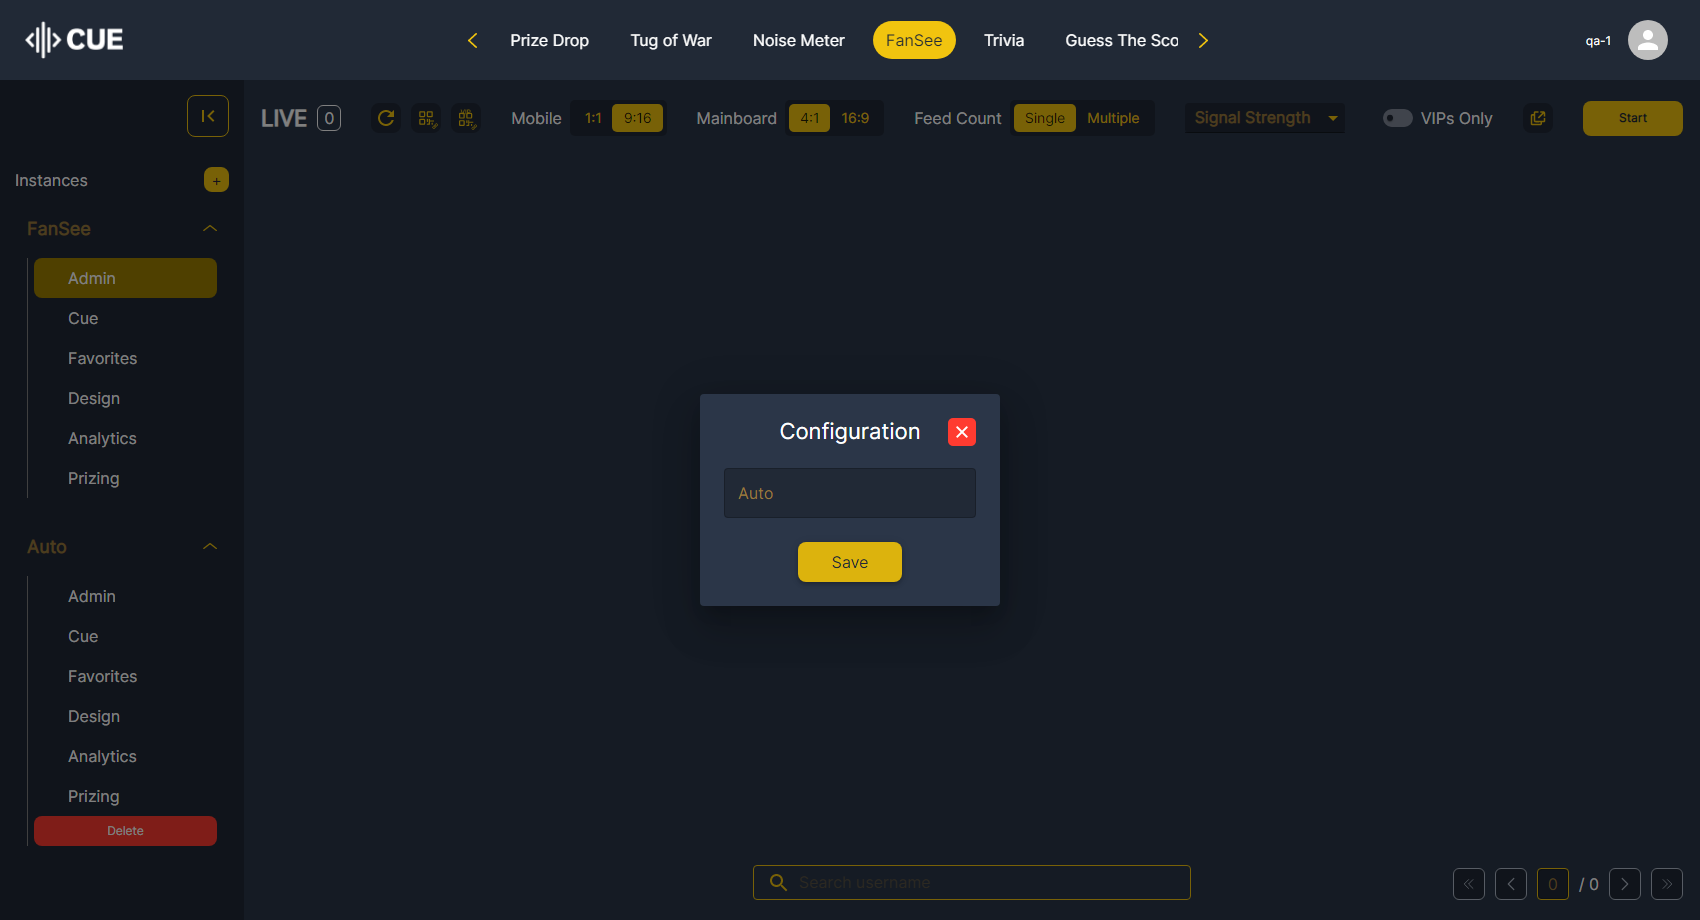 CUE
Prize Drop
Tug of War
Noise Meter
FanSee
Trivia
Guess The Sco
qa-1
LIVE 0
Mobile 1:1 9:16
Mainboard 4:1 16:9
Feed Count Single Multiple
Signal Strength
VIPs Only
Start
Instances +
FanSee
Admin
Cue
Favorites
Design
Analytics
Prizing
Auto
Admin
Cue
Favorites
Design
Analytics
Prizing
Delete
Configuration
Auto
Save
Search username
0 / 0